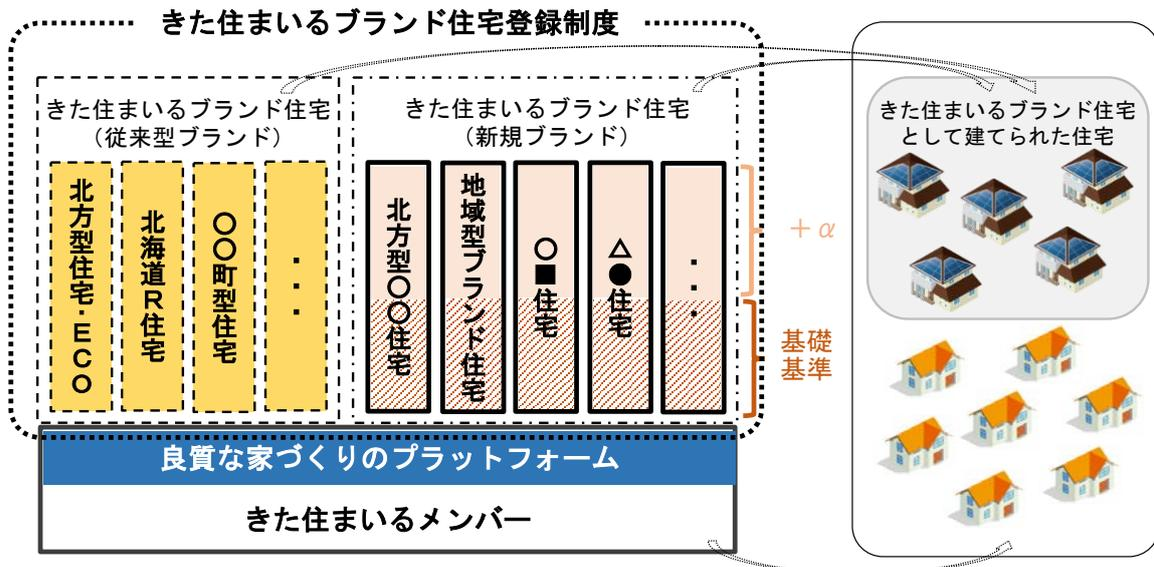 きた住まいるブランド住宅登録制度
きた住まいるブランド住宅
（従来型ブランド）
北方型住宅・ＥＣＯ
北海道Ｒ住宅
〇〇町型住宅
・・・
きた住まいるブランド住宅
（新規ブランド）
北方型〇〇住宅
地域型ブランド住宅
〇■住宅
△●住宅
・・・
＋α
基礎
基準
良質な家づくりのプラットフォーム
きた住まいるメンバー
きた住まいるブランド住宅
として建てられた住宅